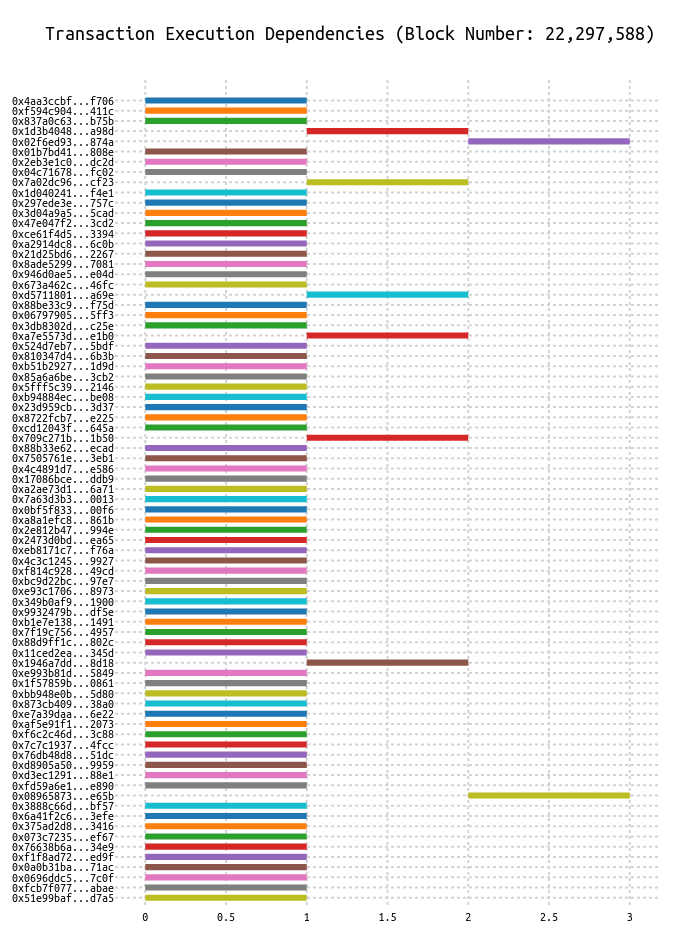 Transaction Execution Dependencies (Block Number: 22,297,588)
0x4aa3ccbf...f706
0xf594c904...411c
0x837a0c63...b75b
0x1d3b4048...a98d
0x02f6ed93...874a
0x01b7bd41...808e
0x2eb3e1c0...dc2d
0x04c71678...fc02
0x7a02dc96...cf23
0x1d040241...f4e1
0x297ede3e...757c
0x3d04a9a5...5cad
0x47e047f2...3cd2
0xce61f4d5...3394
0xa2914dc8...6c0b
0x21d25bd6...2267
0x8ade5299...7081
0x946d0ae5...e04d
0x673a462c...46fc
0xd5711801...a69e
0x88be33c9...f75d
0x06797905...5ff3
0x3db8302d...c25e
0xa7e5573d...e1b0
0x524d7eb7...5bdf
0x810347d4...6b3b
0xb51b2927...1d9d
0x85a6a6be...3cb2
0x5fff5c39...2146
0xb94884ec...be08
0x23d959cb...3d37
0x8722fcb7...e225
0xcd12043f...645a
0x709c271b...1b50
0x88b33e62...ecad
0x7505761e...3eb1
0x4c4891d7...e586
0x17086bce...ddb9
0xa2ae73d1...6a71
0x7a63d3b3...0013
0x0bf5f833...00f6
0xa8a1efc8...861b
0x2e812b47...994e
0x2473d0bd...ea65
0xeb8171c7...f76a
0x4c3c1245...9927
0xf814c928...49cd
0xbc9d22bc...97e7
0xe93c1706...8973
0x349b0af9...1900
0x9932479b...df5e
0xb1e7e138...1491
0x7f19c756...4957
0x88d9ff1c...802c
0x11ced2ea...345d
0x1946a7dd...8d18
0xe993b81d...5849
0x1f57859b...0861
0xbb948e0b...5d80
0x873cb409...38a0
0xe7a39daa...6e22
0xaf5e91f1...2073
0xf6c2c46d...3c88
0x7c7c1937...4fcc
0x76db48d8...51dc
0xd8905a50...9959
0xd3ec1291...88e1
0xfd59a6e1...e890
0x08965873...e65b
0x3888c66d...bf57
0x6a41f2c6...3efe
0x375ad2d8...3416
0x073c7235...ef67
0x76638b6a...34e9
0xf1f8ad72...ed9f
0x0a0b31ba...71ac
0x0696ddc5...7c0f
0xfcb7f077...abae
0x51e99baf...d7a5
0 0.5 1 1.5 2 2.5 3